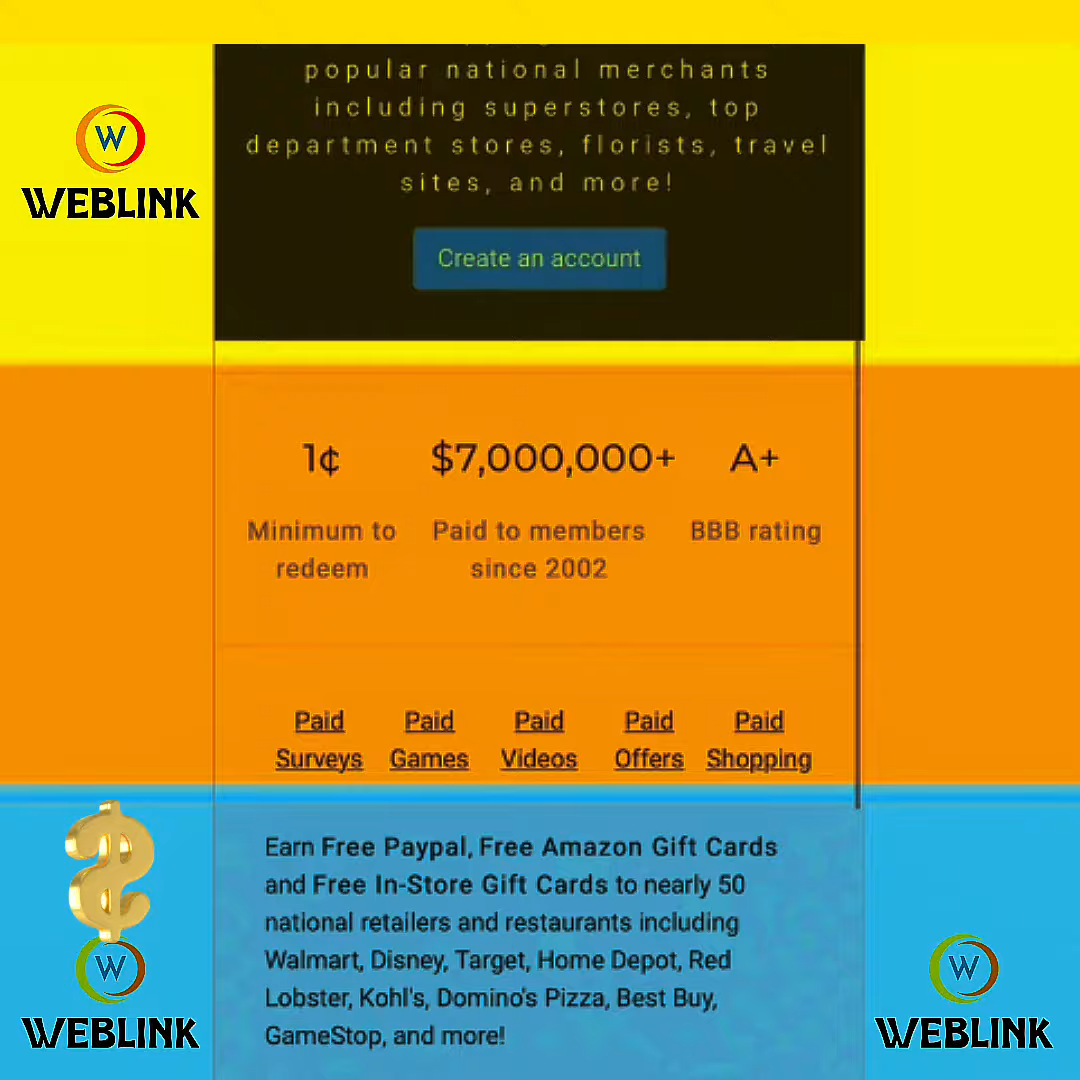 popular national merchants
including superstores, top
department stores, florists, travel
sites, and more!
W
WEBLINK
Create an account
1¢ $7,000,000+ A+
Minimum to Paid to members BBB rating
redeem since 2002
Paid Paid Paid Paid Paid
Surveys Games Videos Offers Shopping
Earn Free Paypal, Free Amazon Gift Cards
and Free In-Store Gift Cards to nearly 50
national retailers and restaurants including
Walmart, Disney, Target, Home Depot, Red
Lobster, Kohl's, Domino's Pizza, Best Buy,
GameStop, and more!
$
W
WEBLINK
W
WEBLINK